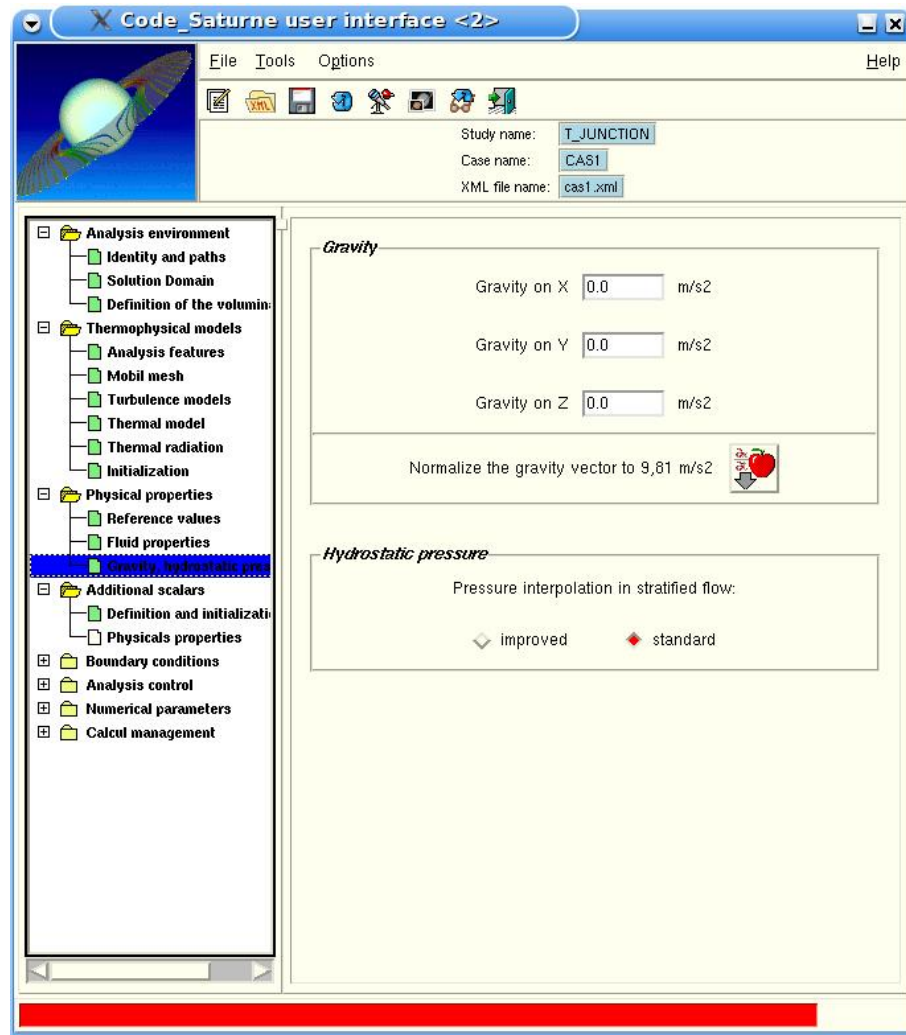 Code_Saturne user interface <2>
File Tools Options Help
Study name: T_JUNCTION
Case name: CAS1
XML file name: cas1.xml
Analysis environment
Identity and paths
Solution Domain
Definition of the volumina
Thermophysical models
Analysis features
Mobil mesh
Turbulence models
Thermal model
Thermal radiation
Initialization
Physical properties
Reference values
Fluid properties
Gravity, hydrostatic pres
Additional scalars
Definition and initializati
Physicals properties
Boundary conditions
Analysis control
Numerical parameters
Calcul management
Gravity
Gravity on X 0.0 m/s2
Gravity on Y 0.0 m/s2
Gravity on Z 0.0 m/s2
Normalize the gravity vector to 9,81 m/s2
Hydrostatic pressure
Pressure interpolation in stratified flow:
improved standard